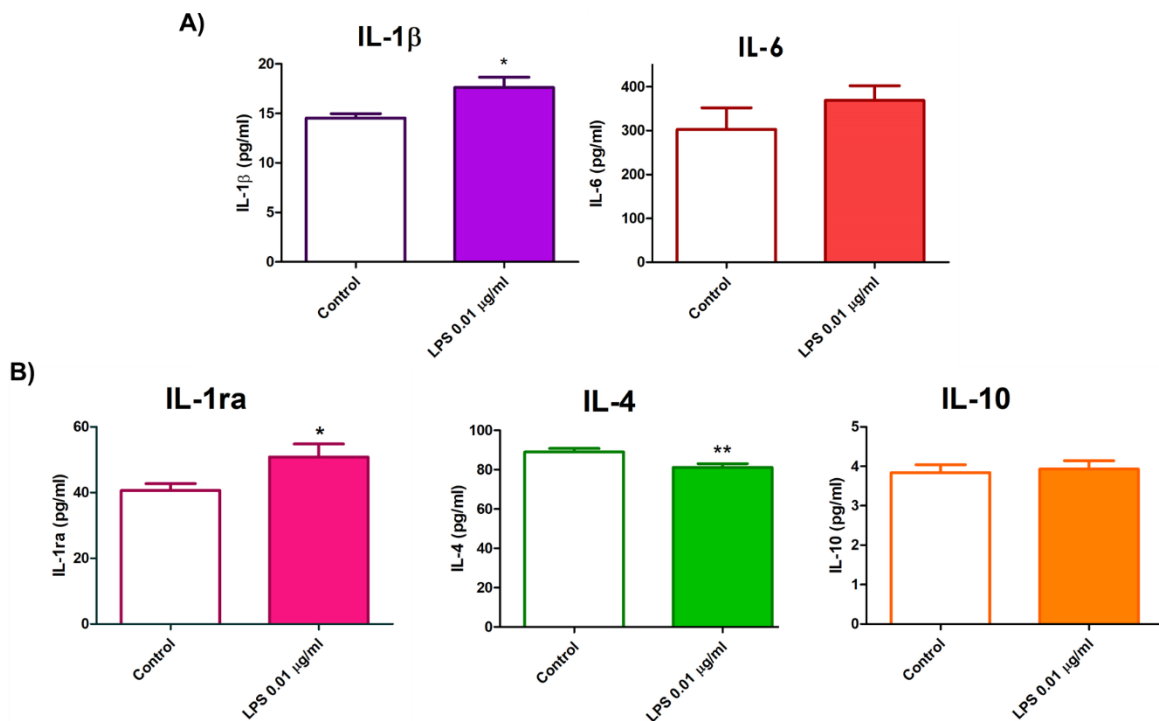 A)
IL-1β
IL-6
*
20
15
10
5
0
IL-1β (pg/ml)
Control
LPS 0.01 µg/ml
400
300
200
100
0
IL-6 (pg/ml)
Control
LPS 0.01 µg/ml
B)
IL-1ra
IL-4
IL-10
*
60
40
20
0
IL-1ra (pg/ml)
Control
LPS 0.01 µg/ml
**
100
80
60
40
20
0
IL-4 (pg/ml)
Control
LPS 0.01 µg/ml
5
4
3
2
1
0
IL-10 (pg/ml)
Control
LPS 0.01 µg/ml